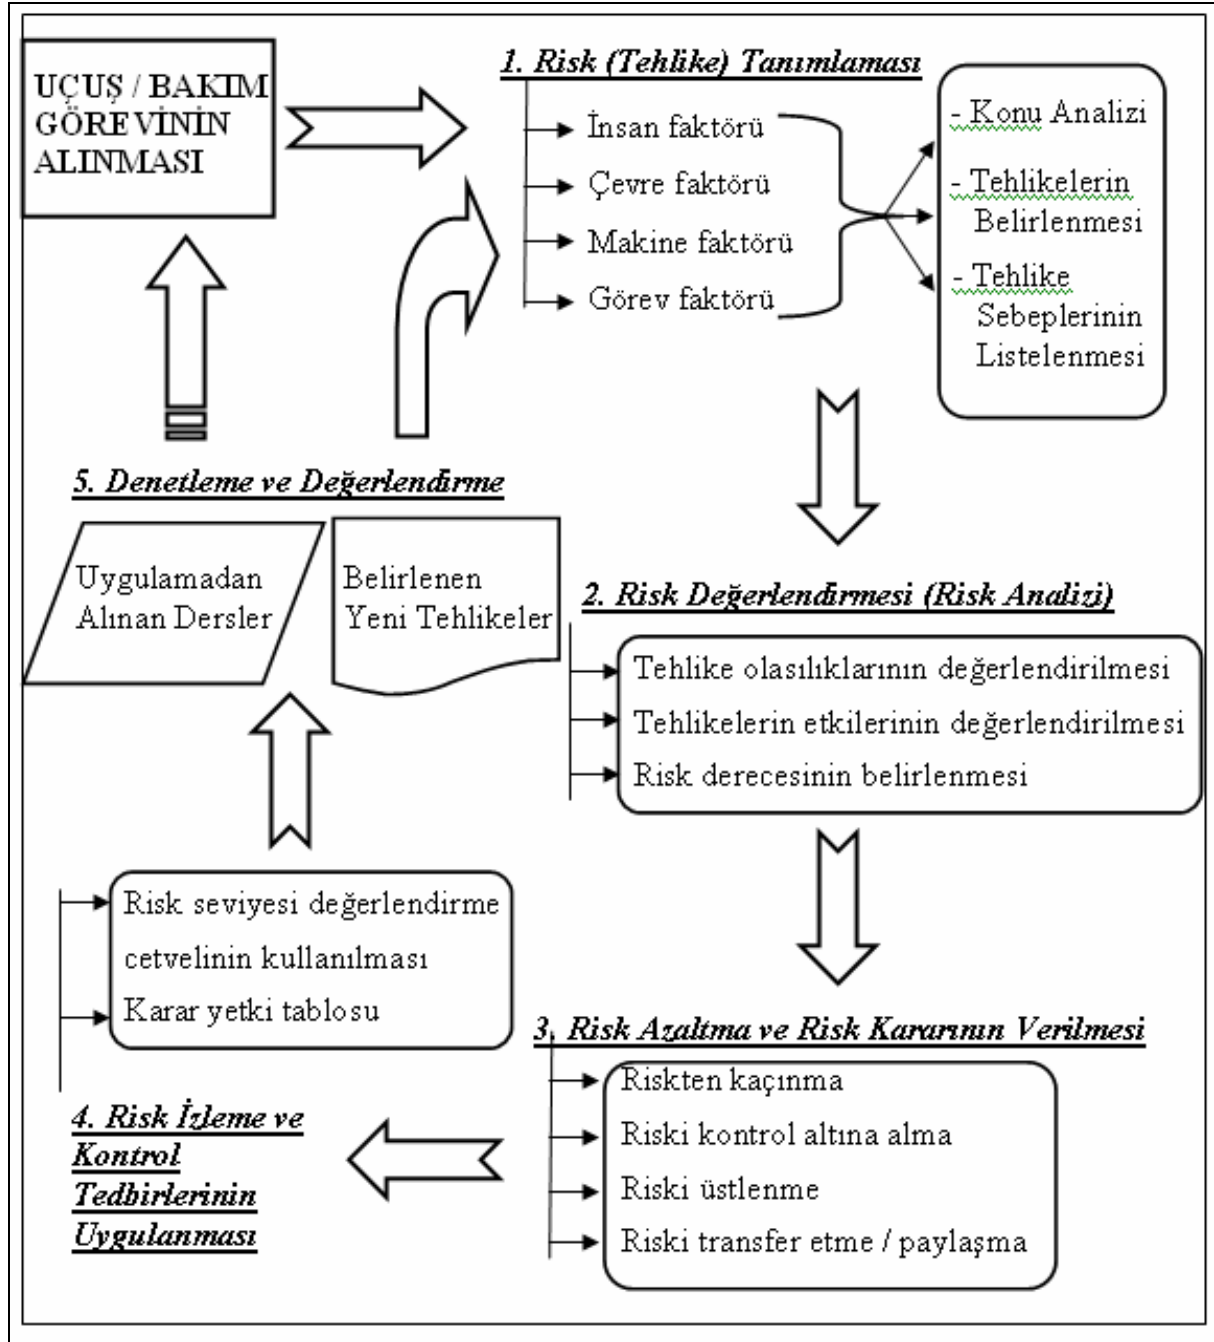 UÇUŞ / BAKIM
GÖREVİNİN
ALINMASI
1. Risk (Tehlike) Tanımlaması
İnsan faktörü
Çevre faktörü
Makine faktörü
Görev faktörü
- Konu Analizi
- Tehlikelerin
Belirlenmesi
- Tehlike
Sebeplerinin
Listelenmesi
2. Risk Değerlendirmesi (Risk Analizi)
Tehlike olasılıklarının değerlendirilmesi
Tehlikelerin etkilerinin değerlendirilmesi
Risk derecesinin belirlenmesi
3. Risk Azaltma ve Risk Kararının Verilmesi
Riskten kaçınma
Riski kontrol altına alma
Riski üstlenme
Riski transfer etme / paylaşma
4. Risk İzleme ve
Kontrol
Tedbirlerinin
Uygulanması
Risk seviyesi değerlendirme
cetvelinin kullanılması
Karar yetki tablosu
5. Denetleme ve Değerlendirme
Uygulamadan
Alınan Dersler
Belirlenen
Yeni Tehlikeler